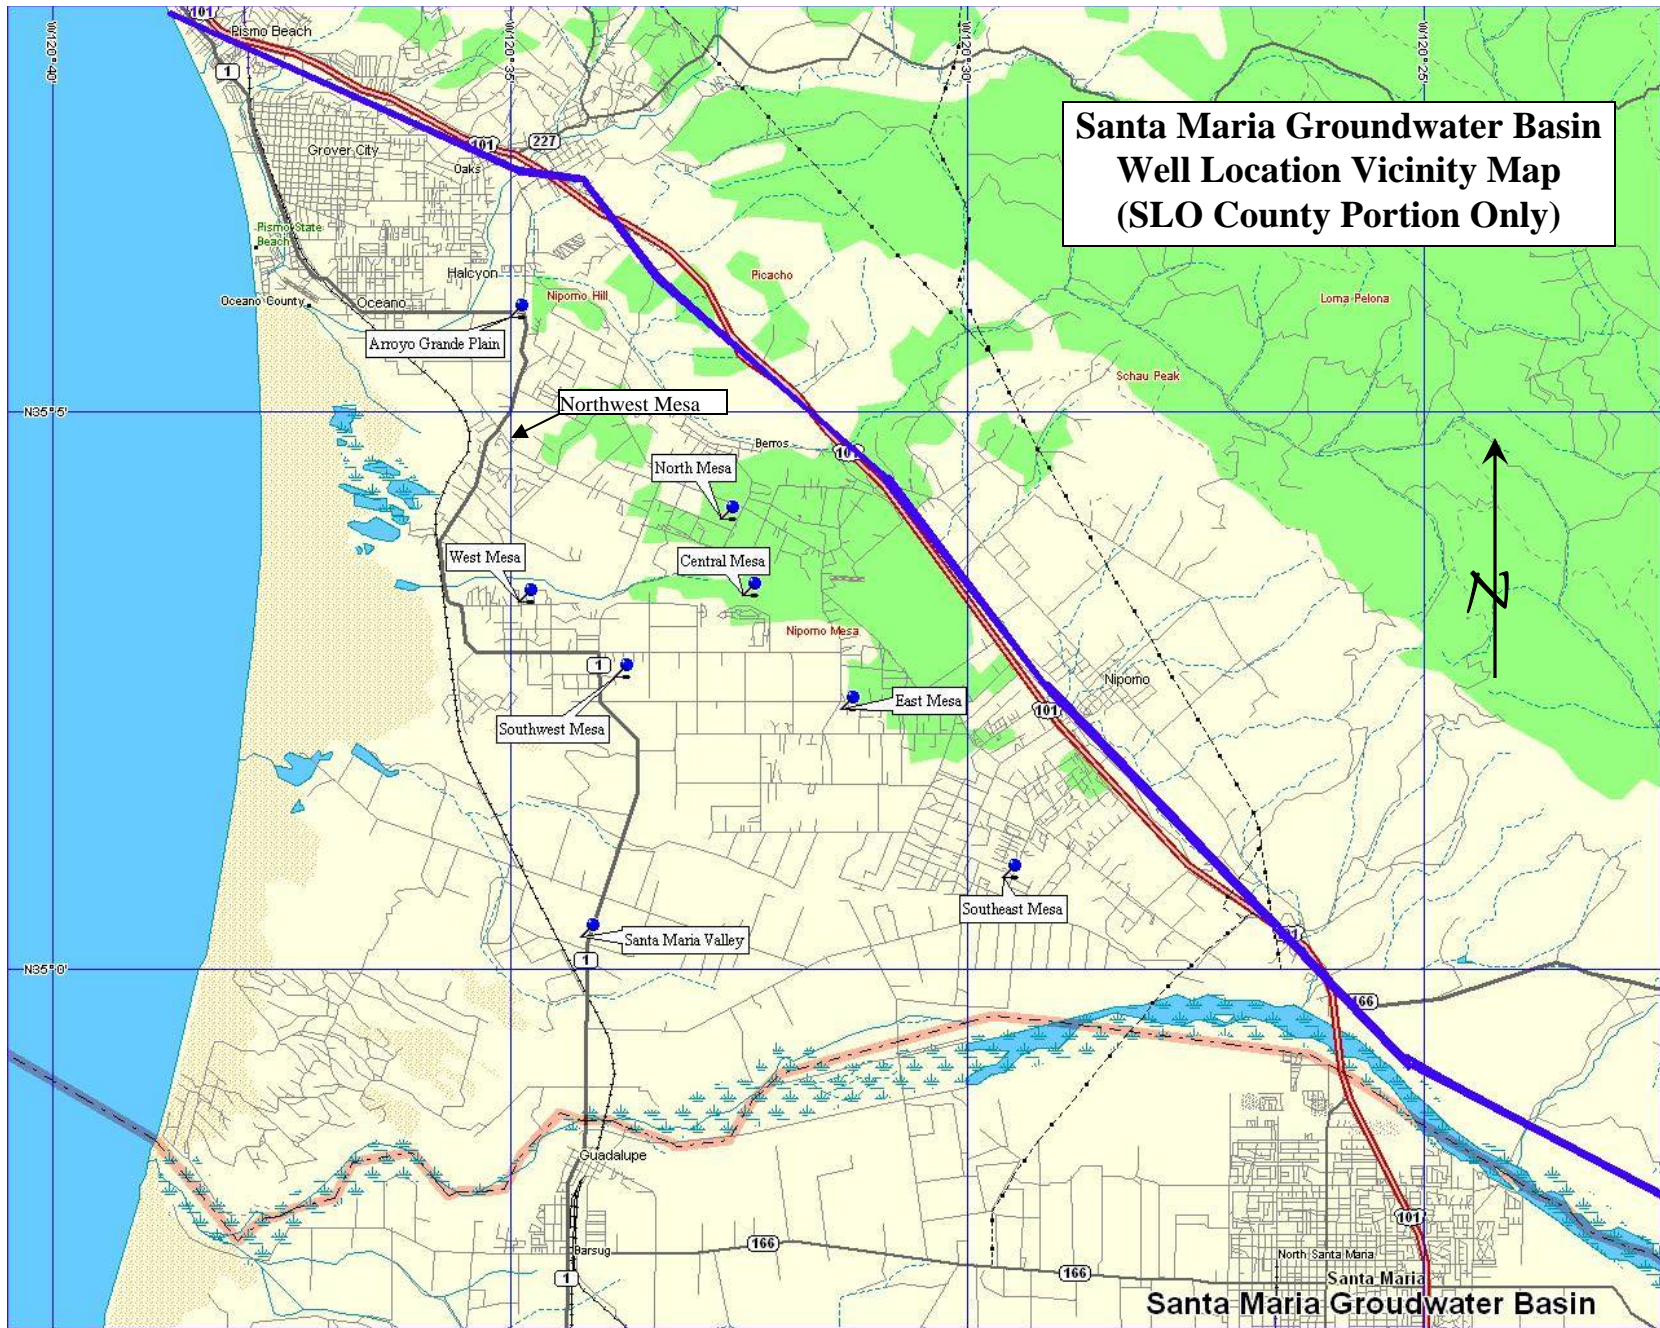 101
Pismo Beach
W120°40'
W120°35'
W120°30'
W120°25'
1
Santa Maria Groundwater Basin
Well Location Vicinity Map
(SLO County Portion Only)
Grover City
101
227
Oaks
Pismo State
Beach
Halcyon
Picacho
Nipomo Hill
Oceano County
Oceano
Loma Pelona
Arroyo Grande Plain
Schau Peak
Northwest Mesa
N35°5'
Berros
101
North Mesa
West Mesa
Central Mesa
N
Nipomo Mesa
1
Nipomo
East Mesa
101
Southwest Mesa
Southeast Mesa
Santa Maria Valley
101
1
N35°0'
166
Guadalupe
101
166
Barsug
North Santa Maria
166
1
Santa Maria
Santa Maria Groudwater Basin